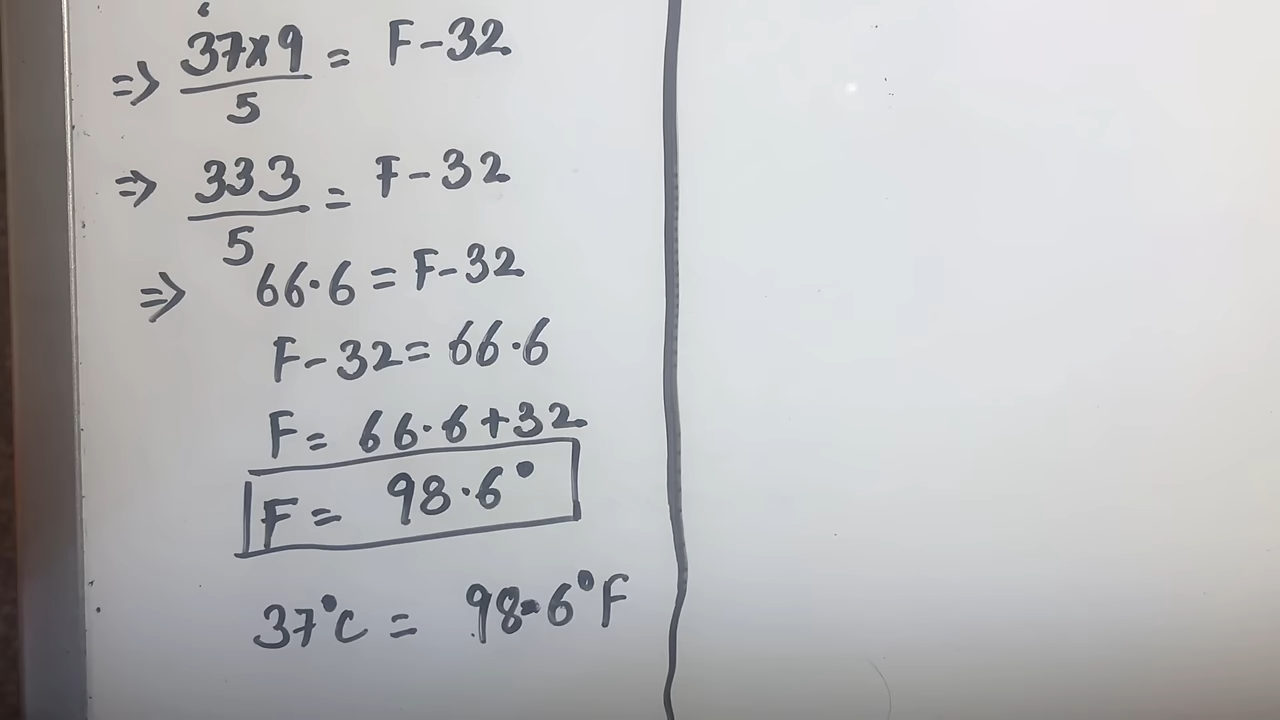 ⇒ 37×9/5 = F-32
⇒ 333/5 = F-32
⇒ 66.6 = F-32
F-32 = 66.6
F = 66.6+32
F = 98.6°
37°C = 98.6°F